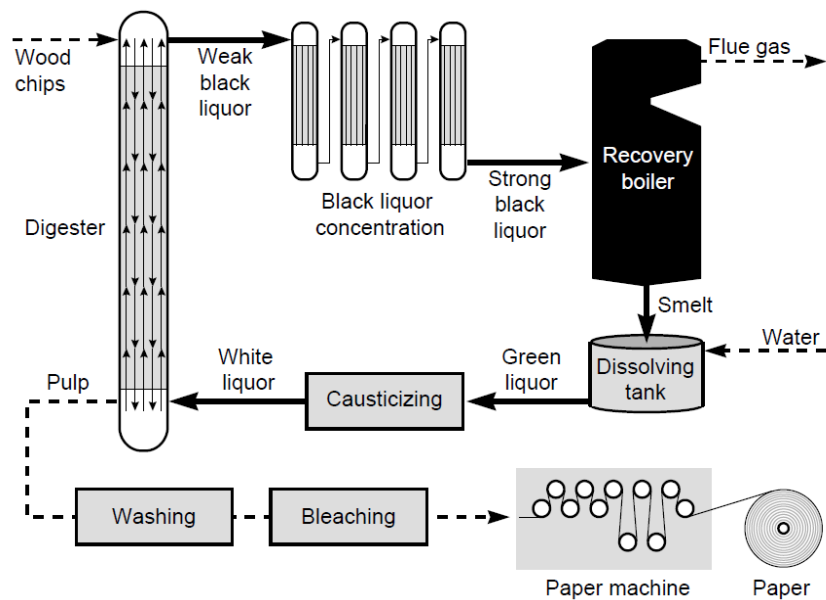 Wood
chips
Weak
black
liquor
Flue gas
Recovery
boiler
Black liquor
concentration
Strong
black
liquor
Digester
Smelt
Water
Dissolving
tank
Green
liquor
Causticizing
White
liquor
Pulp
Washing
Bleaching
Paper machine
Paper